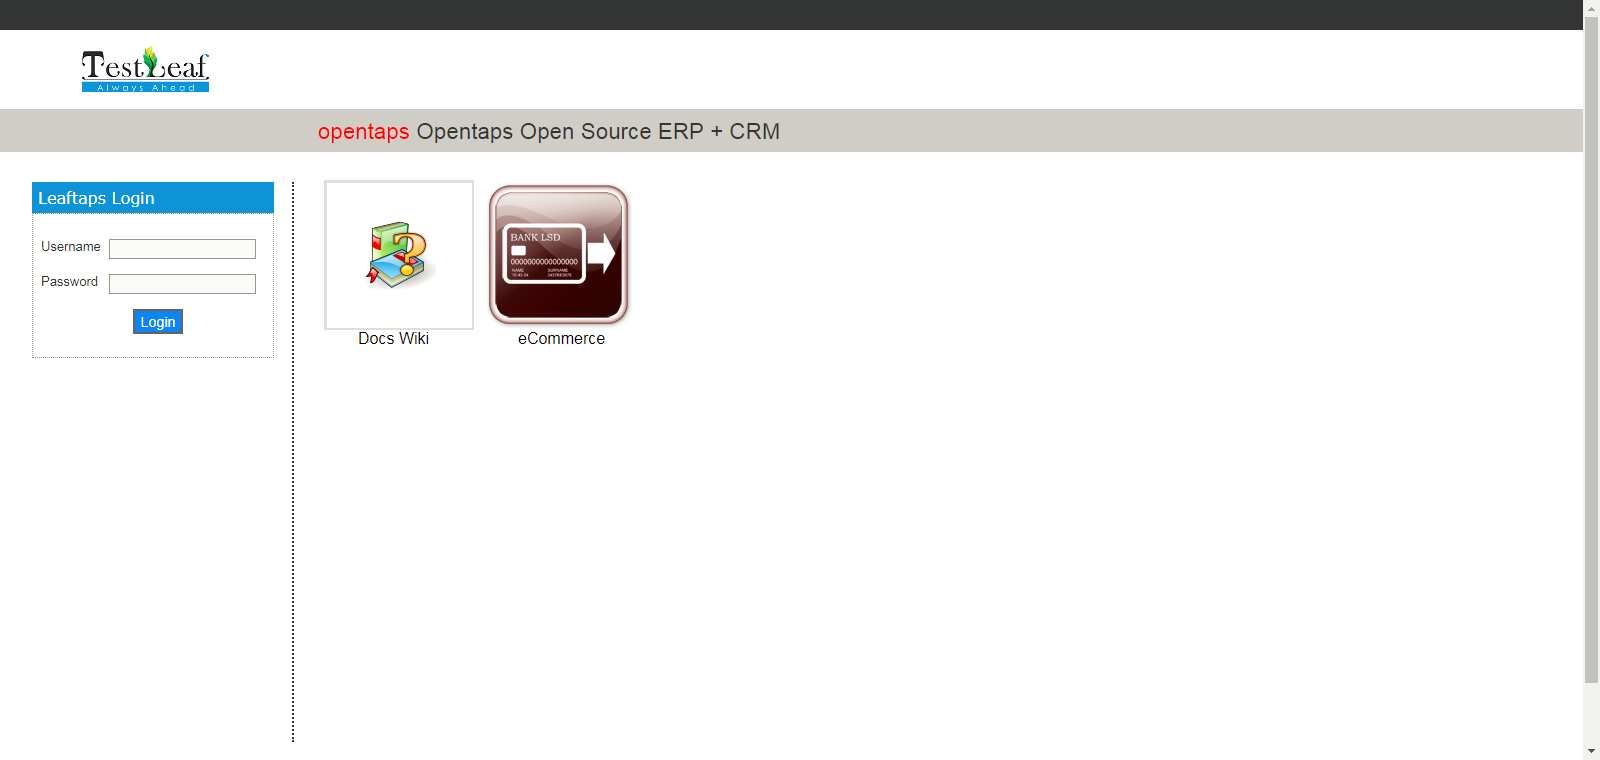 TestLeaf
Always Ahead
opentaps Opentaps Open Source ERP + CRM
Leaftaps Login
Username
Password
Login
BANK LSD
0000000000000000
NAME SURNAME
Docs Wiki
eCommerce